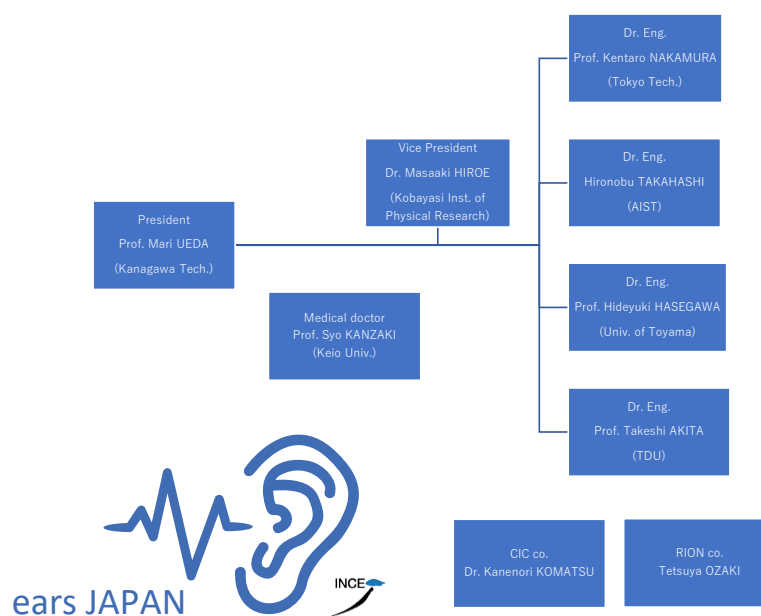 President
Prof. Mari UEDA
(Kanagawa Tech.)
Vice President
Dr. Masaaki HIROE
(Kobayasi Inst. of
Physical Research)
Medical doctor
Prof. Syo KANZAKI
(Keio Univ.)
Dr. Eng.
Prof. Kentaro NAKAMURA
(Tokyo Tech.)
Dr. Eng.
Hironobu TAKAHASHI
(AIST)
Dr. Eng.
Prof. Hideyuki HASEGAWA
(Univ. of Toyama)
Dr. Eng.
Prof. Takeshi AKITA
(TDU)
CIC co.
Dr. Kanenori KOMATSU
RION co.
Tetsuya OZAKI
INCE
ears JAPAN